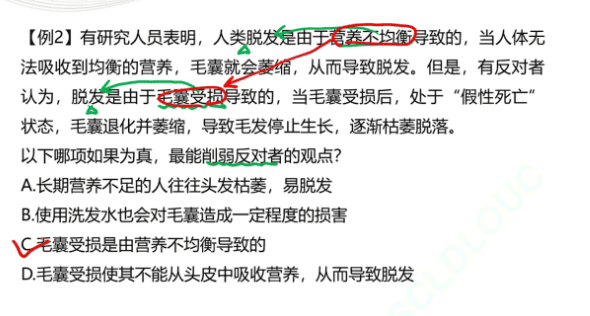 【例2】有研究人员表明，人类脱发是由于营养不均衡导致的，当人体无
法吸收到均衡的营养，毛囊就会萎缩，从而导致脱发。但是，有反对者
认为，脱发是由于毛囊受损导致的，当毛囊受损后，处于“假性死亡”
状态，毛囊退化并萎缩，导致毛发停止生长，逐渐枯萎脱落。
以下哪项如果为真，最能削弱反对者的观点？
A.长期营养不足的人往往头发枯萎，易脱发
B.使用洗发水也会对毛囊造成一定程度的损害
C.毛囊受损是由营养不均衡导致的
D.毛囊受损使其不能从头皮中吸收营养，从而导致脱发
SCLDLOUC